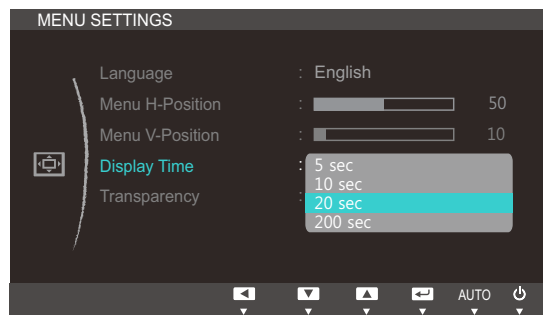 MENU SETTINGS
Language : English
Menu H-Position : 50
Menu V-Position : 10
Display Time : 5 sec
10 sec
20 sec
Transparency :
200 sec
AUTO